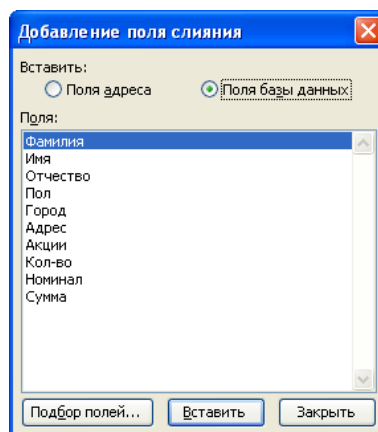 Добавление поля слияния
Вставить:
Поля адреса Поля базы данных
Поля:
Фамилия
Имя
Отчество
Пол
Город
Адрес
Акции
Кол-во
Номинал
Сумма
Подбор полей... Вставить Закрыть